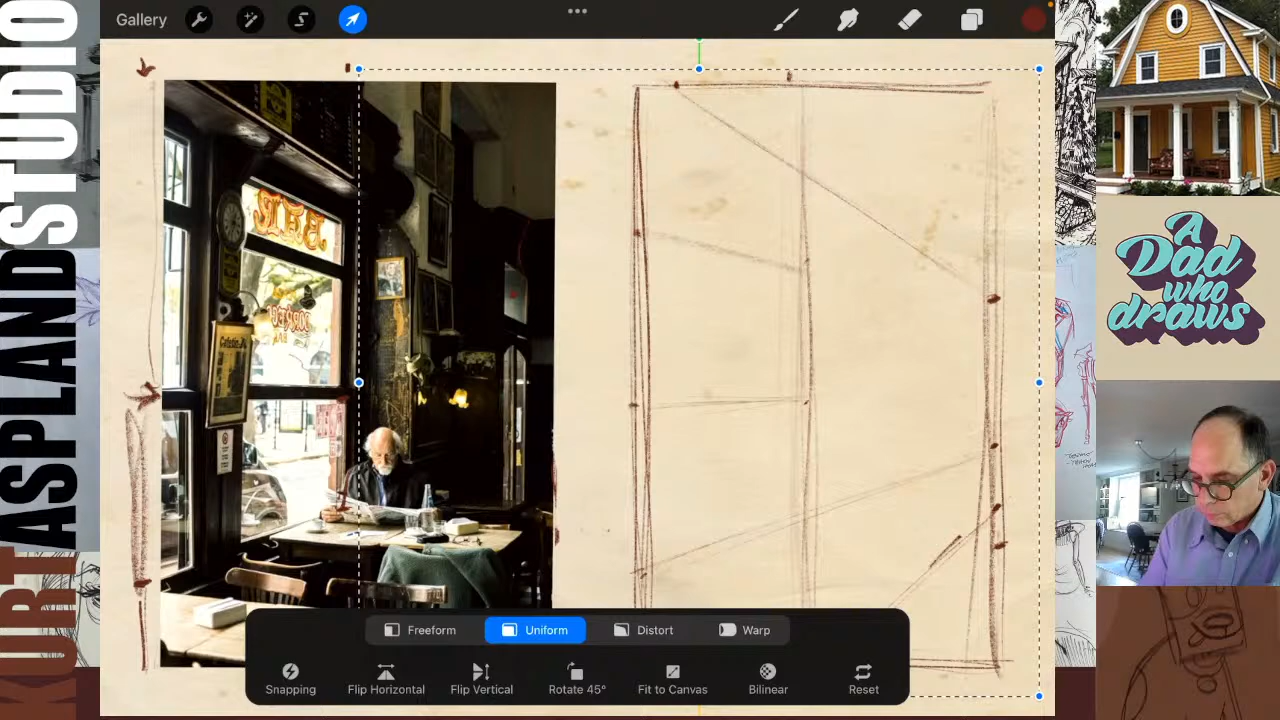 KURT ASPLAND STUDIO
Gallery
S
A
Dad
who
draws
Freeform
Uniform
Distort
Warp
Snapping
Flip Horizontal
Flip Vertical
Rotate 45°
Fit to Canvas
Bilinear
Reset